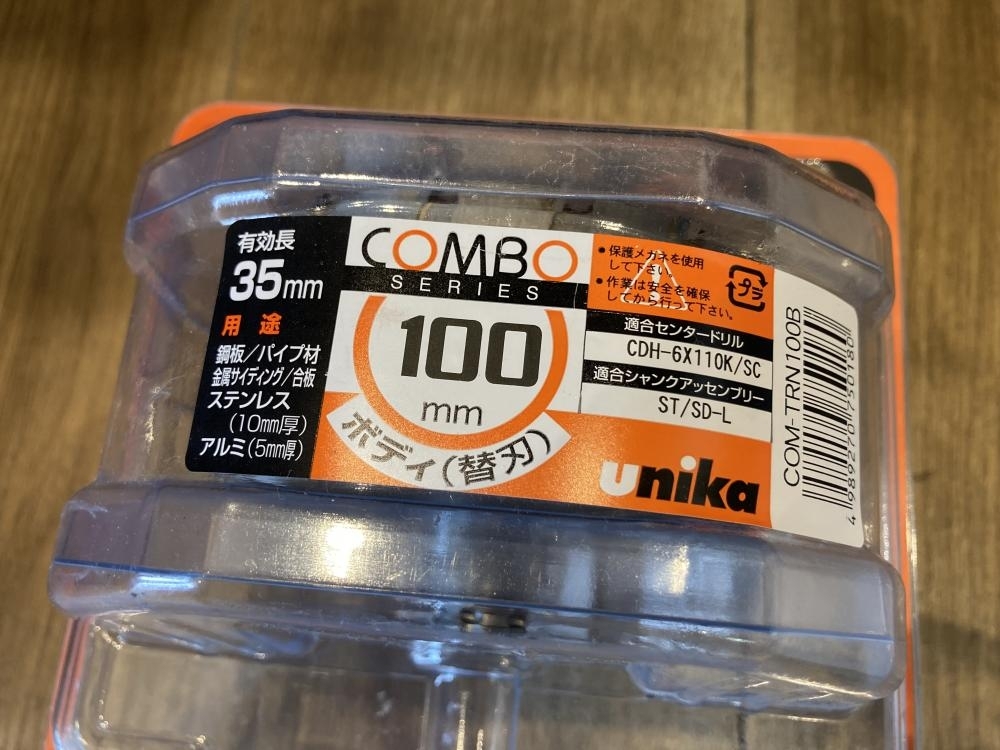 有効長
35mm
用途
鋼板/パイプ材
金属サイディング/合板
ステンレス
(10mm厚)
アルミ(5mm厚)
COMBO
SERIES
100
mm
ボディ(替刃)
●保護メガネを使用
して下さい。
●作業は安全を確保
してから行って下さい。
プラ
適合センタードリル
CDH-6X110K/SC
適合シャンクアッセンブリー
ST/SD-L
unika
COM-TRN100B
4 989270 750180